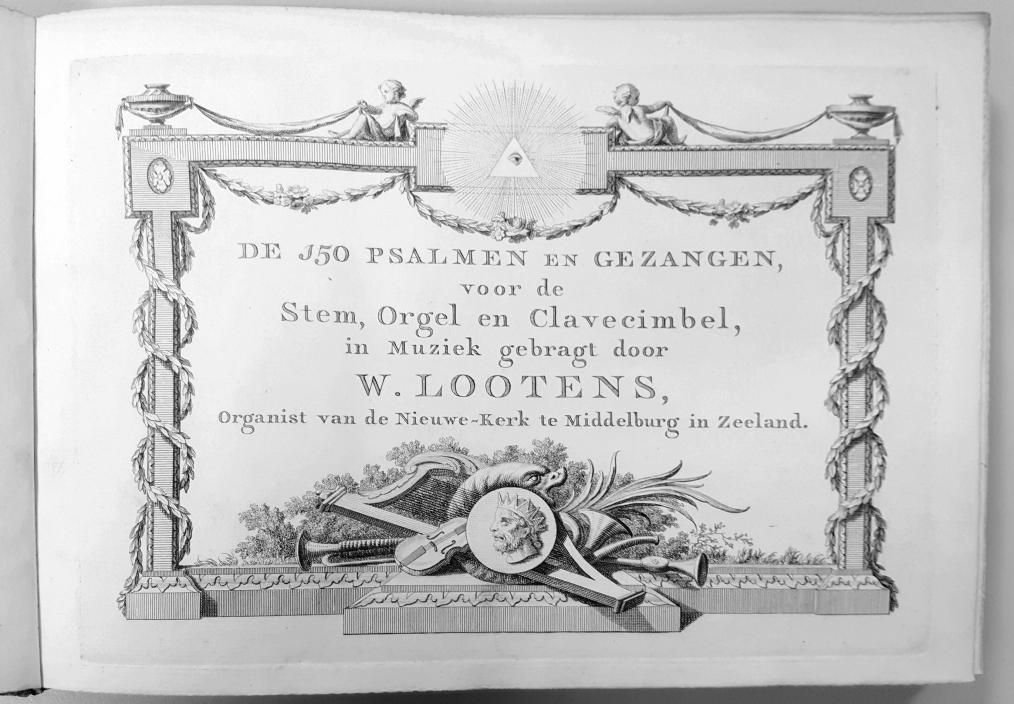 DE 150 PSALMEN EN GEZANGEN,
voor de
Stem, Orgel en Clavecimbel,
in Muziek gebragt door
W. LOOTENS,
Organist van de Nieuwe-Kerk te Middelburg in Zeeland.